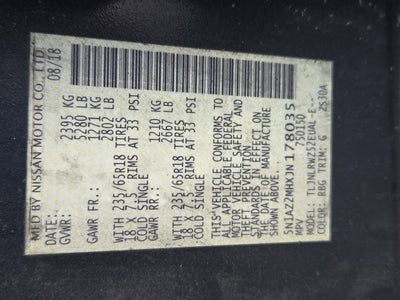 MFD BY NISSAN MOTOR CO., LTD.
DATE: 08/18
GVWR: 2395 KG
5280 LB
GAWR FR.: 1271 KG
2802 LB
WITH 235/65R18 TIRES
18 X 7.5 RIMS
COLD SINGLE AT 33 PSI
GAWR RR.: 1210 KG
2667 LB
WITH 235/65R18 TIRES
18 X 7.5
COLD SINGLE AT 33 PSI
THIS VEHICLE CONFORMS TO
ALL APPLICABLE FEDERAL
MOTOR VEHICLE SAFETY AND
THEFT PREVENTION
STANDARDS IN EFFECT ON
THE DATE OF MANUFACTURE
SHOWN ABOVE.
5N1AZ2MHXJN178035
MPV 750150
MODEL: TLJNLRWZ52EUAL-E--
COLOR: RBG TRIM: G 2S30A